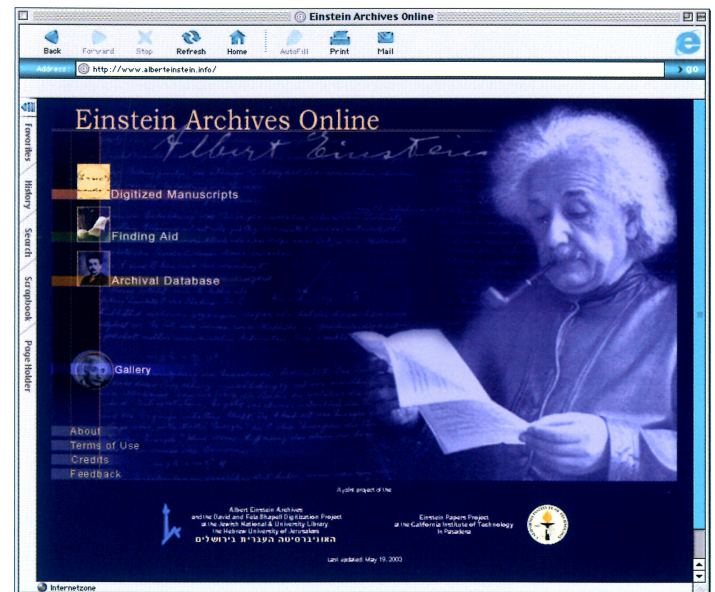 Einstein Archives Online
Back
Forward
Stop
Refresh
Home
AutoFill
Print
Mail
Address:
http://www.alberteinstein.info/
go
Favorites
History
Search
Scrapbook
Page Holder
Einstein Archives Online
Albert Einstein
Digitized Manuscripts
Finding Aid
Archival Database
Gallery
About
Terms of Use
Credits
Feedback
A joint project of the
Albert Einstein Archives
and the David and Fela Shapell Digitization Project
at the Jewish National & University Library
the Hebrew University of Jerusalem
האוניברסיטה העברית בירושלים
Einstein Papers Project
at the California Institute of Technology
in Pasadena
Last updated: May 19, 2003
Internetzone